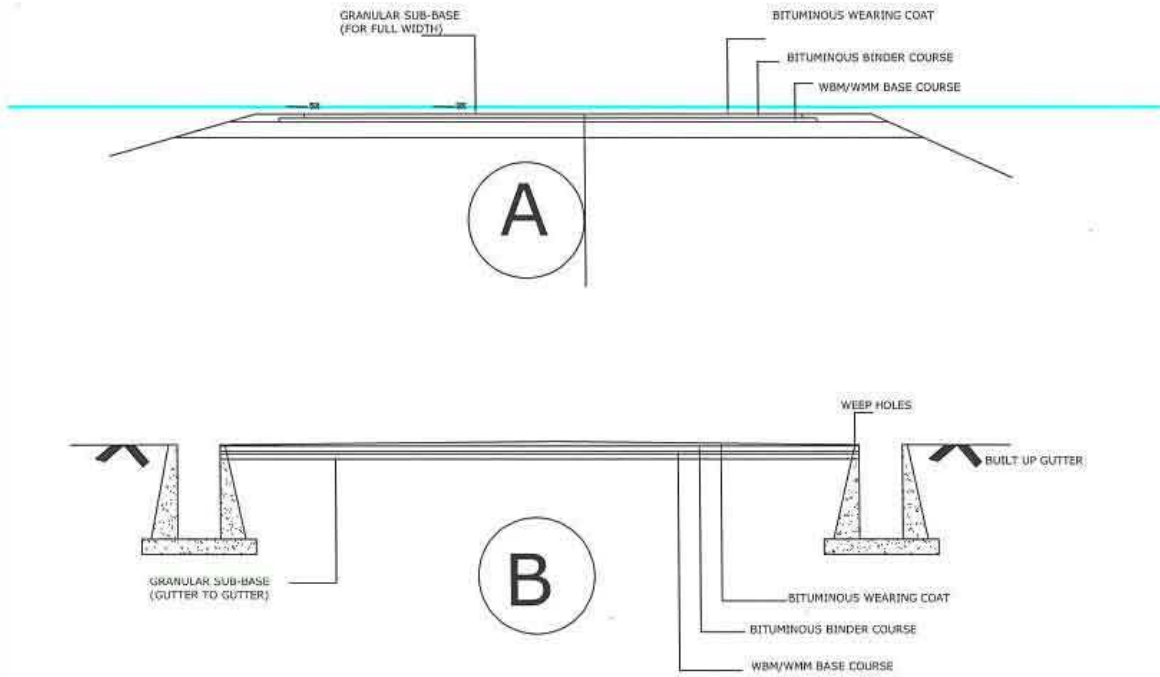 GRANULAR SUB-BASE
(FOR FULL WIDTH)
BITUMINOUS WEARING COAT
BITUMINOUS BINDER COURSE
WBM/WMM BASE COURSE
A
WEEP HOLES
BUILT UP GUTTER
GRANULAR SUB-BASE
(GUTTER TO GUTTER)
B
BITUMINOUS WEARING COAT
BITUMINOUS BINDER COURSE
WBM/WMM BASE COURSE